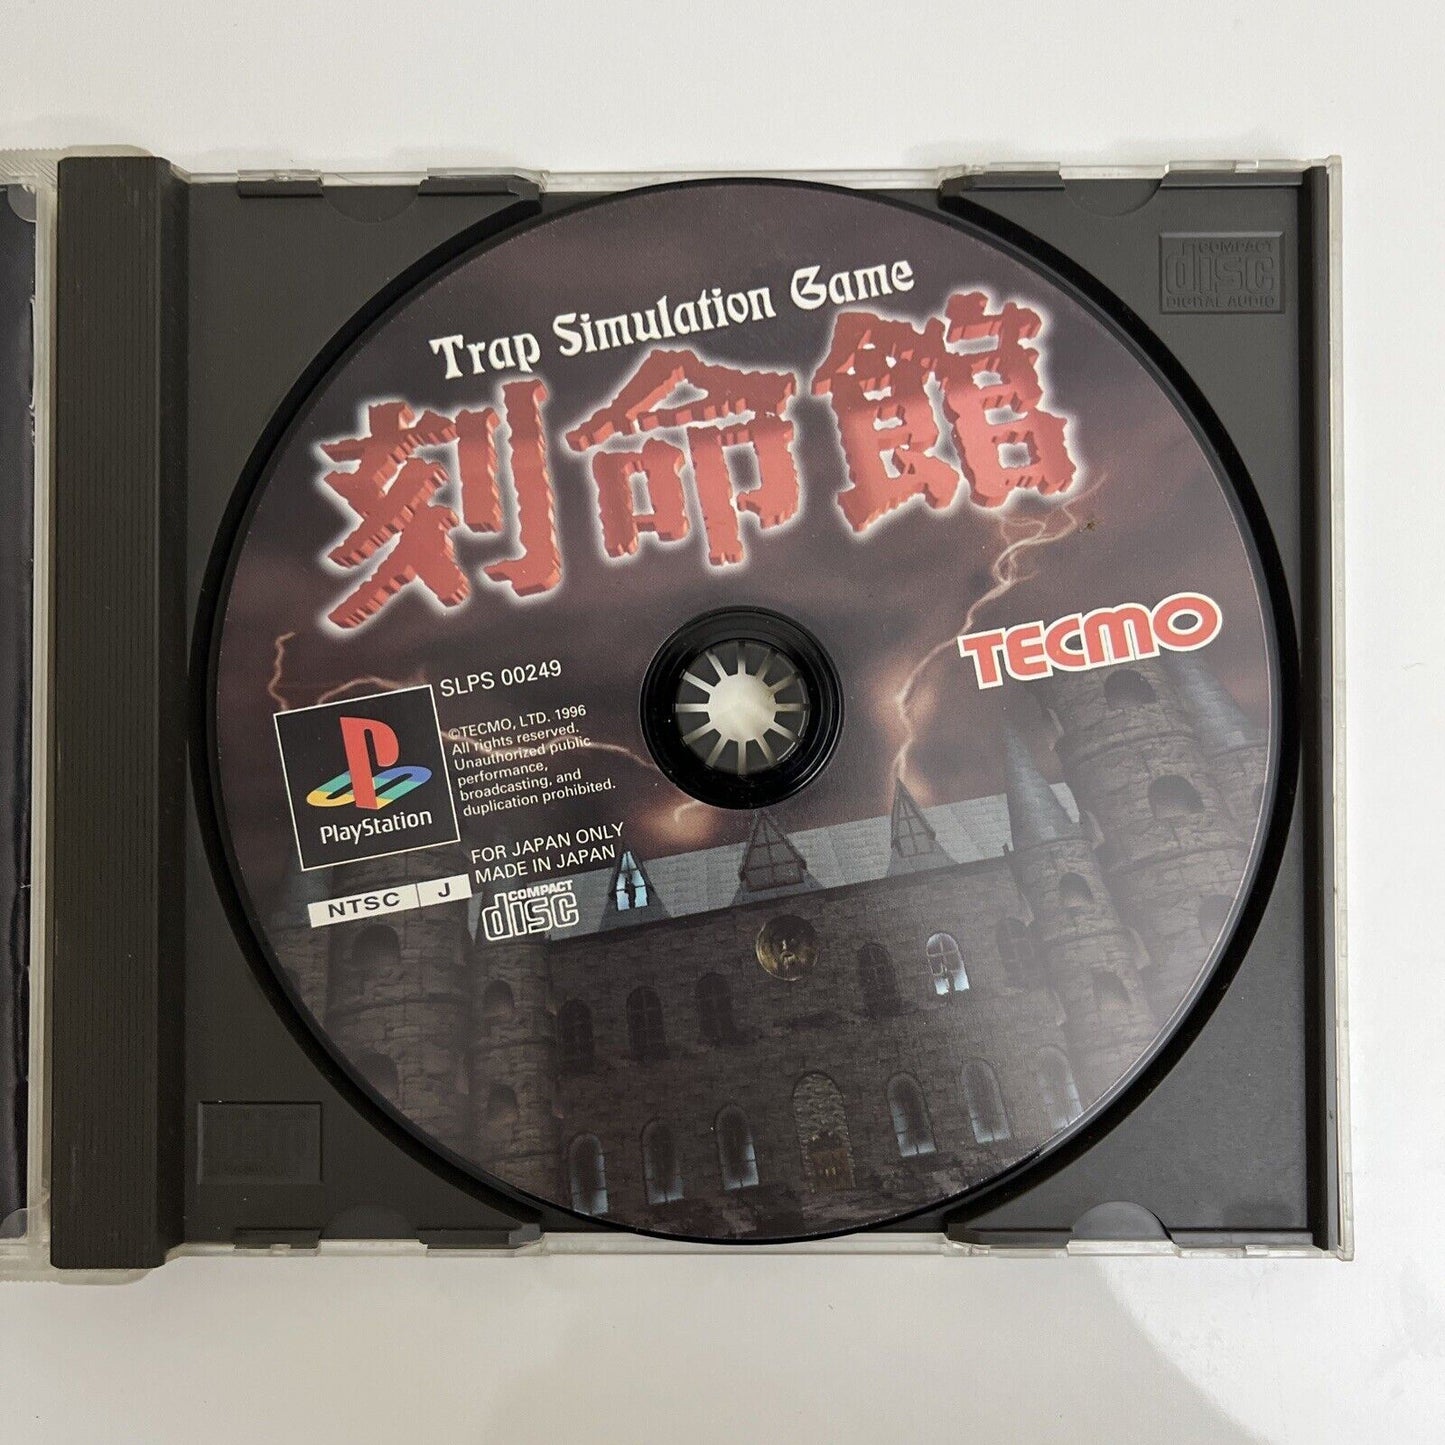 Trap Simulation Game
刻命館
TECMO
SLPS 00249
©TECMO, LTD. 1996
All rights reserved.
Unauthorized public
performance,
broadcasting, and
duplication prohibited.
PlayStation
FOR JAPAN ONLY
MADE IN JAPAN
NTSC J
COMPACT
disc
COMPACT
disc
DIGITAL AUDIO